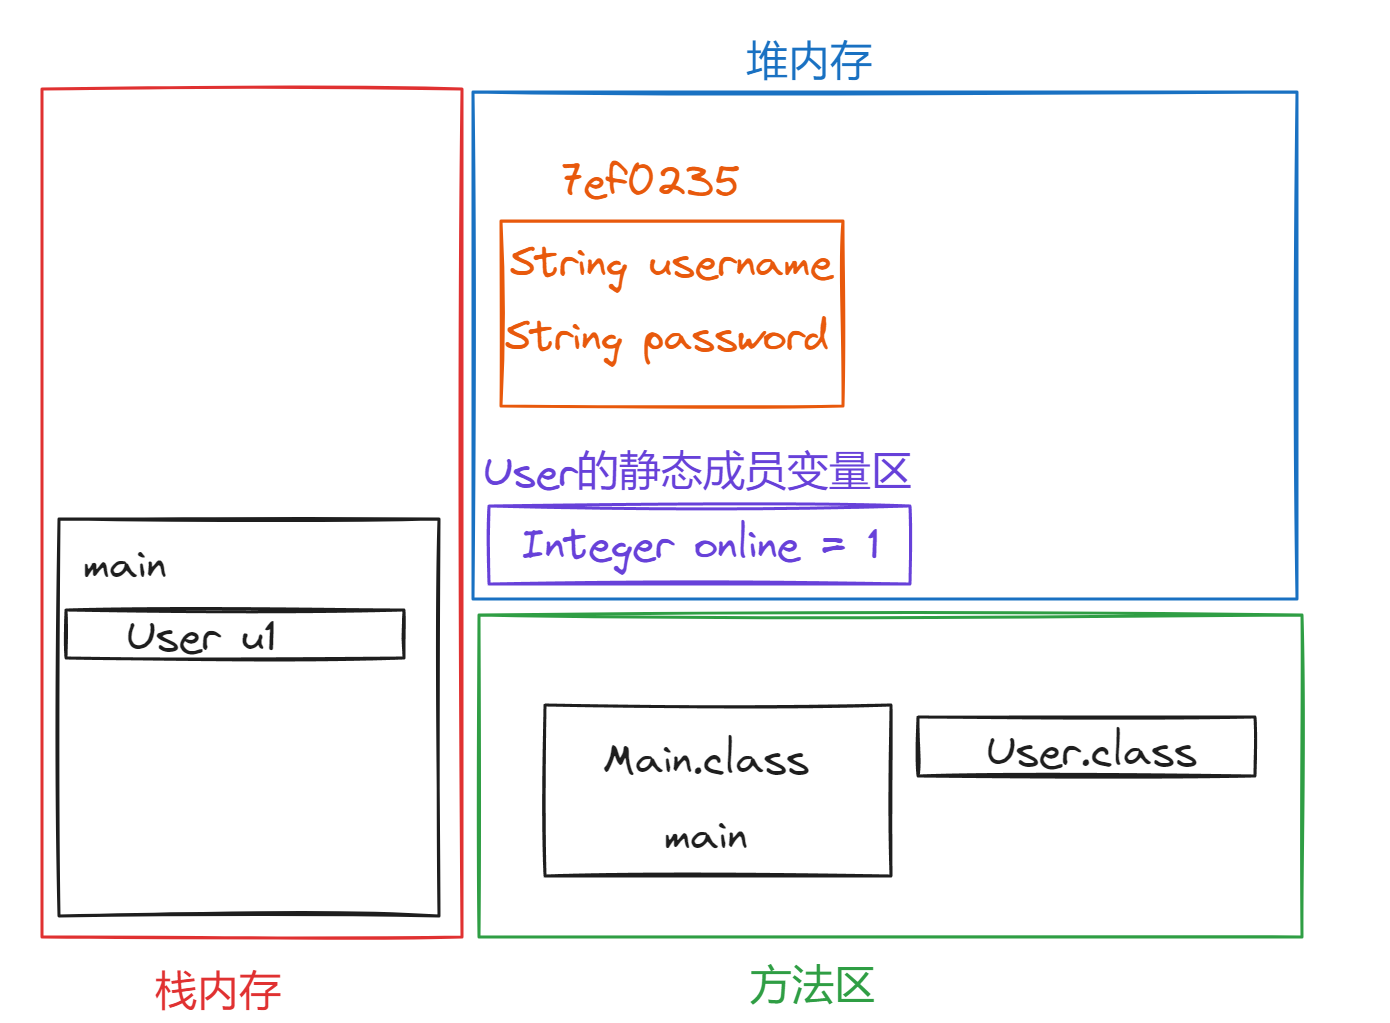 堆内存
7ef0235
String username
String password
User的静态成员变量区
Integer online = 1
main
User u1
Main.class
main
User.class
栈内存
方法区